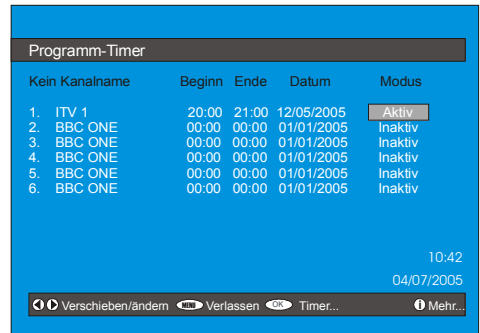 Programm-Timer
Kein Kanalname Beginn Ende Datum Modus
1. ITV 1 20:00 21:00 12/05/2005 Aktiv
2. BBC ONE 00:00 00:00 01/01/2005 Inaktiv
3. BBC ONE 00:00 00:00 01/01/2005 Inaktiv
4. BBC ONE 00:00 00:00 01/01/2005 Inaktiv
5. BBC ONE 00:00 00:00 01/01/2005 Inaktiv
6. BBC ONE 00:00 00:00 01/01/2005 Inaktiv
10:42
04/07/2005
Verschieben/ändern MENU Verlassen OK Timer... i Mehr...